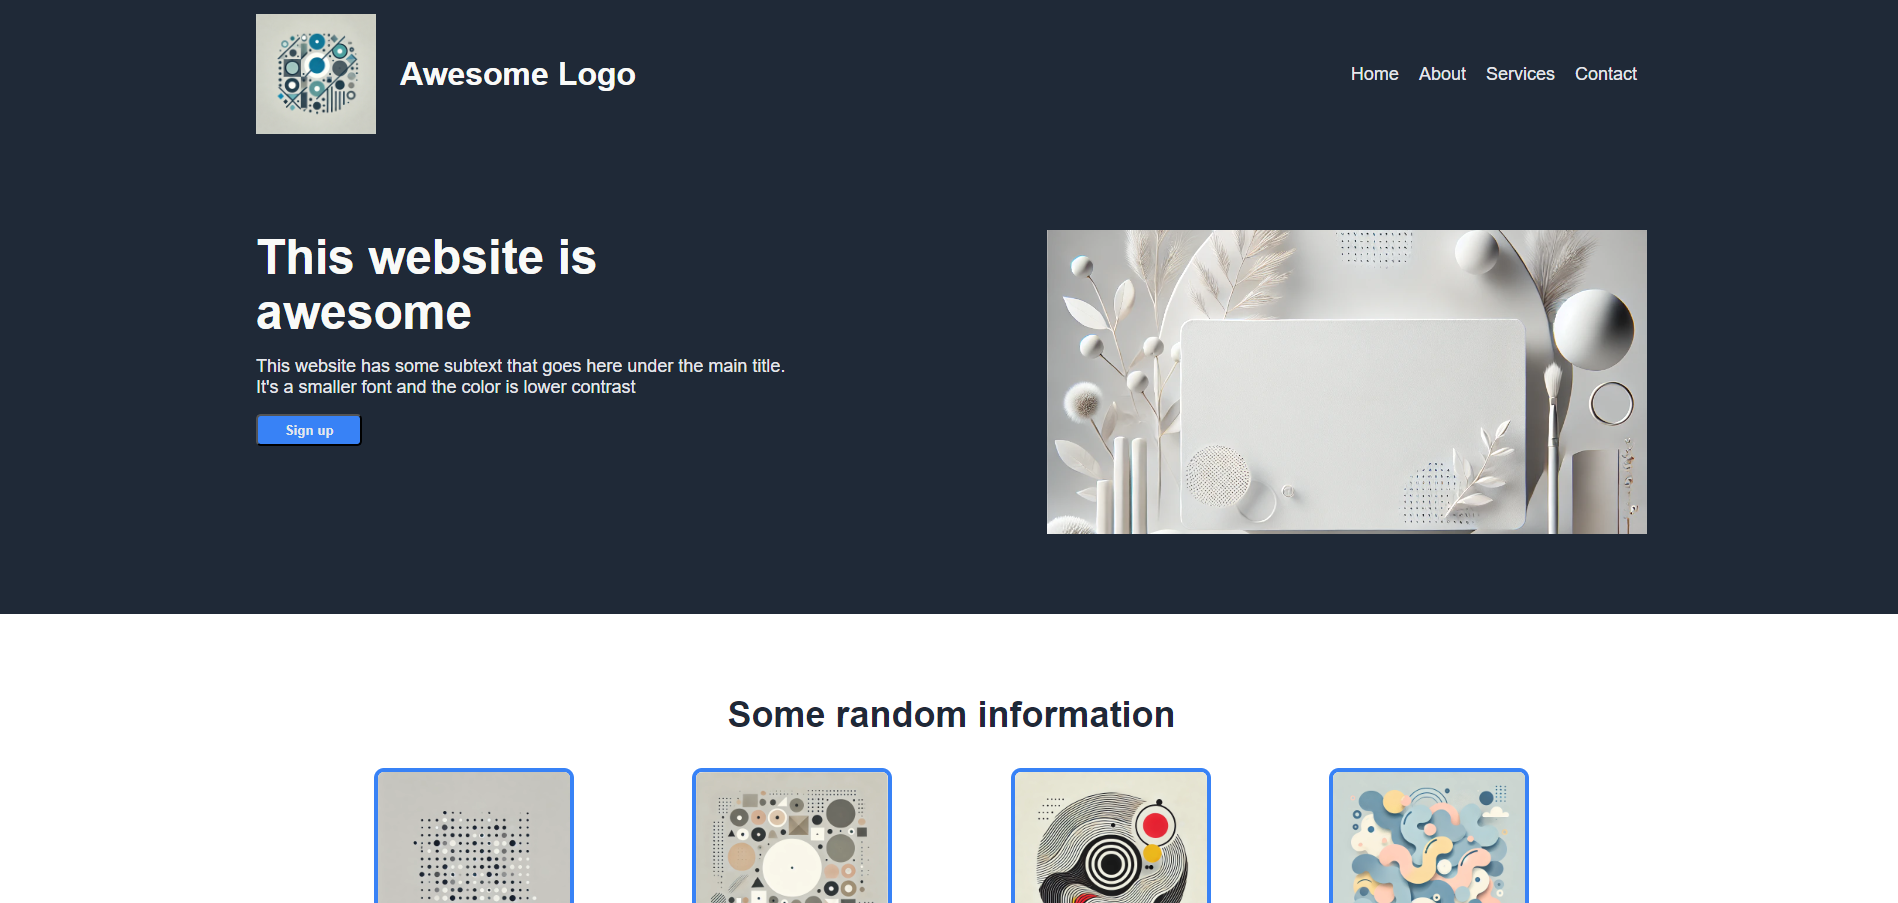 Awesome Logo
Home About Services Contact
This website is
awesome
This website has some subtext that goes here under the main title.
It's a smaller font and the color is lower contrast
Sign up
Some random information